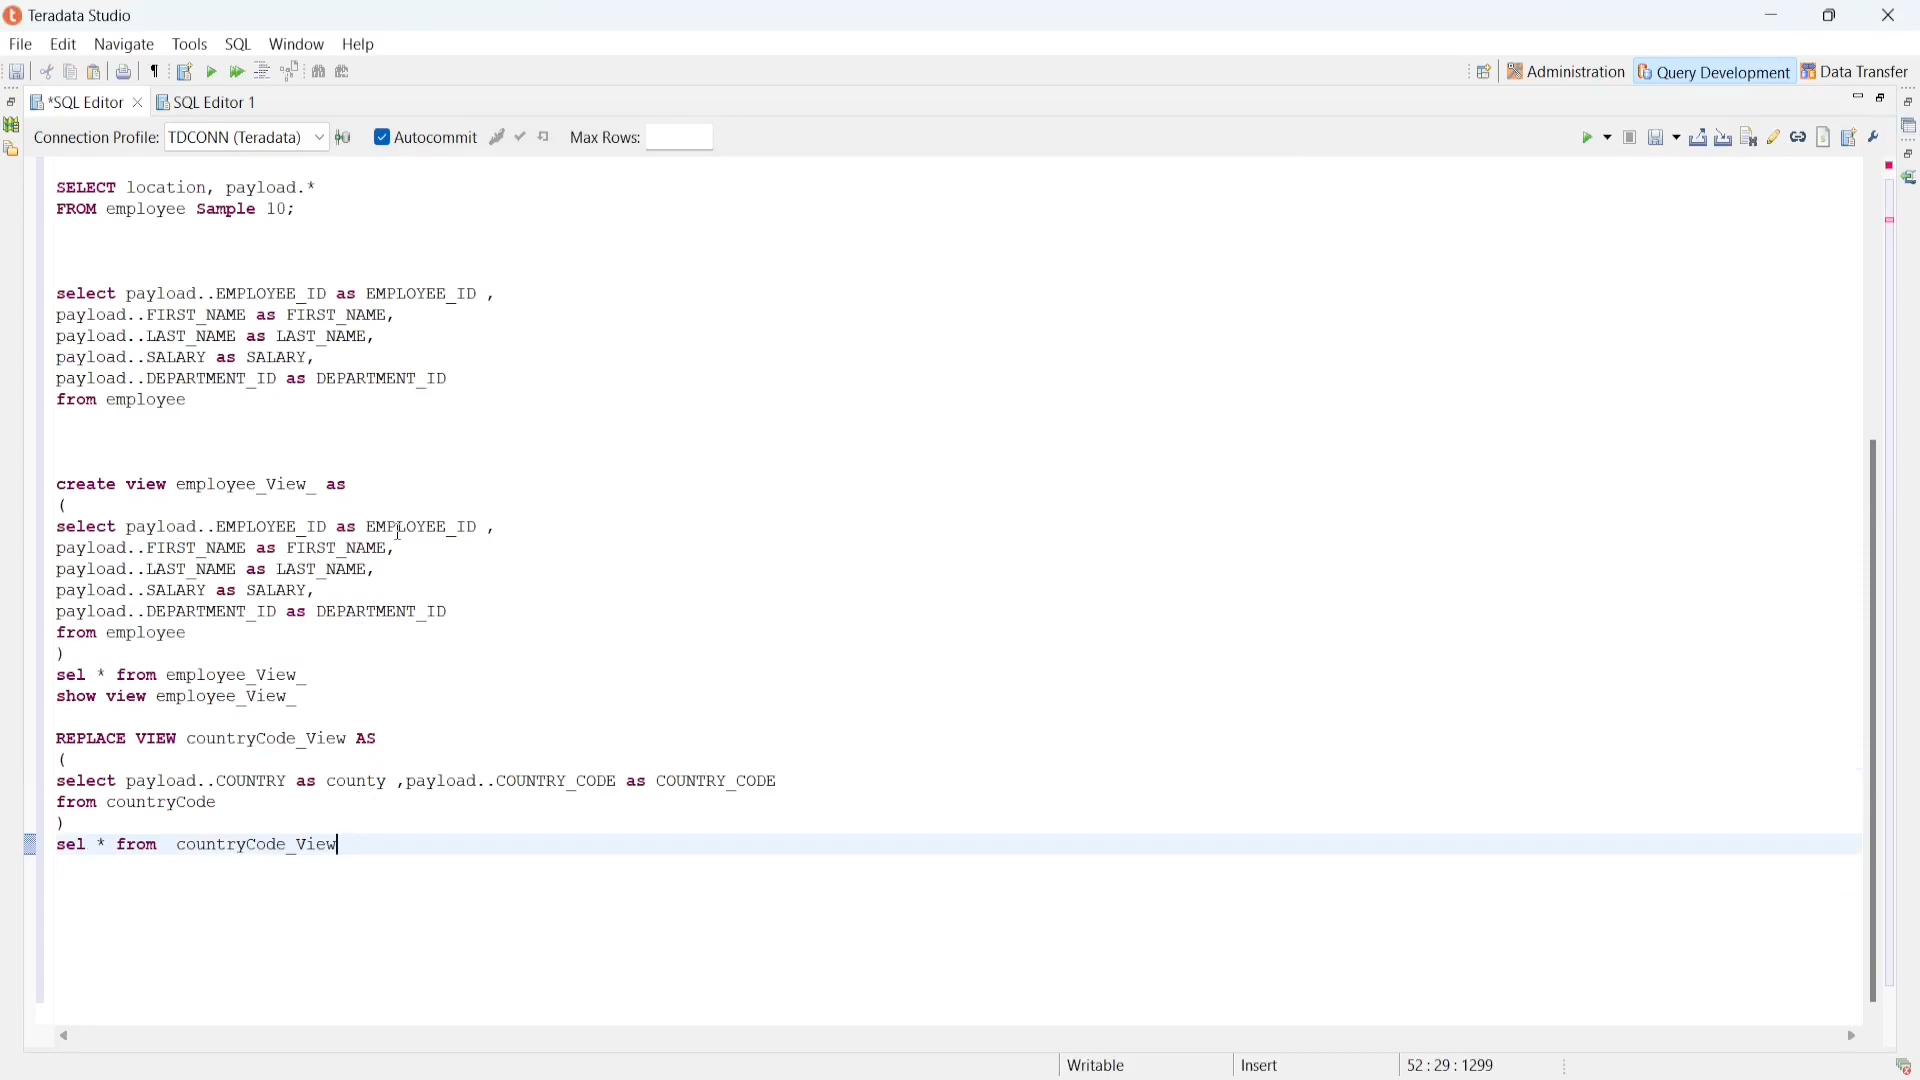 Teradata Studio
File Edit Navigate Tools SQL Window Help
Administration Query Development Data Transfer
*SQL Editor SQL Editor 1
Connection Profile: TDCONN (Teradata) Autocommit Max Rows:
SELECT location, payload.*
FROM employee Sample 10;
select payload..EMPLOYEE_ID as EMPLOYEE_ID ,
payload..FIRST_NAME as FIRST_NAME,
payload..LAST_NAME as LAST_NAME,
payload..SALARY as SALARY,
payload..DEPARTMENT_ID as DEPARTMENT_ID
from employee
create view employee_View_ as
(
select payload..EMPLOYEE_ID as EMPLOYEE_ID ,
payload..FIRST_NAME as FIRST_NAME,
payload..LAST_NAME as LAST_NAME,
payload..SALARY as SALARY,
payload..DEPARTMENT_ID as DEPARTMENT_ID
from employee
)
sel * from employee_View_
show view employee_View_
REPLACE VIEW countryCode_View AS
(
select payload..COUNTRY as county ,payload..COUNTRY_CODE as COUNTRY_CODE
from countryCode
)
sel * from  countryCode_View
Writable Insert 52 : 29 : 1299